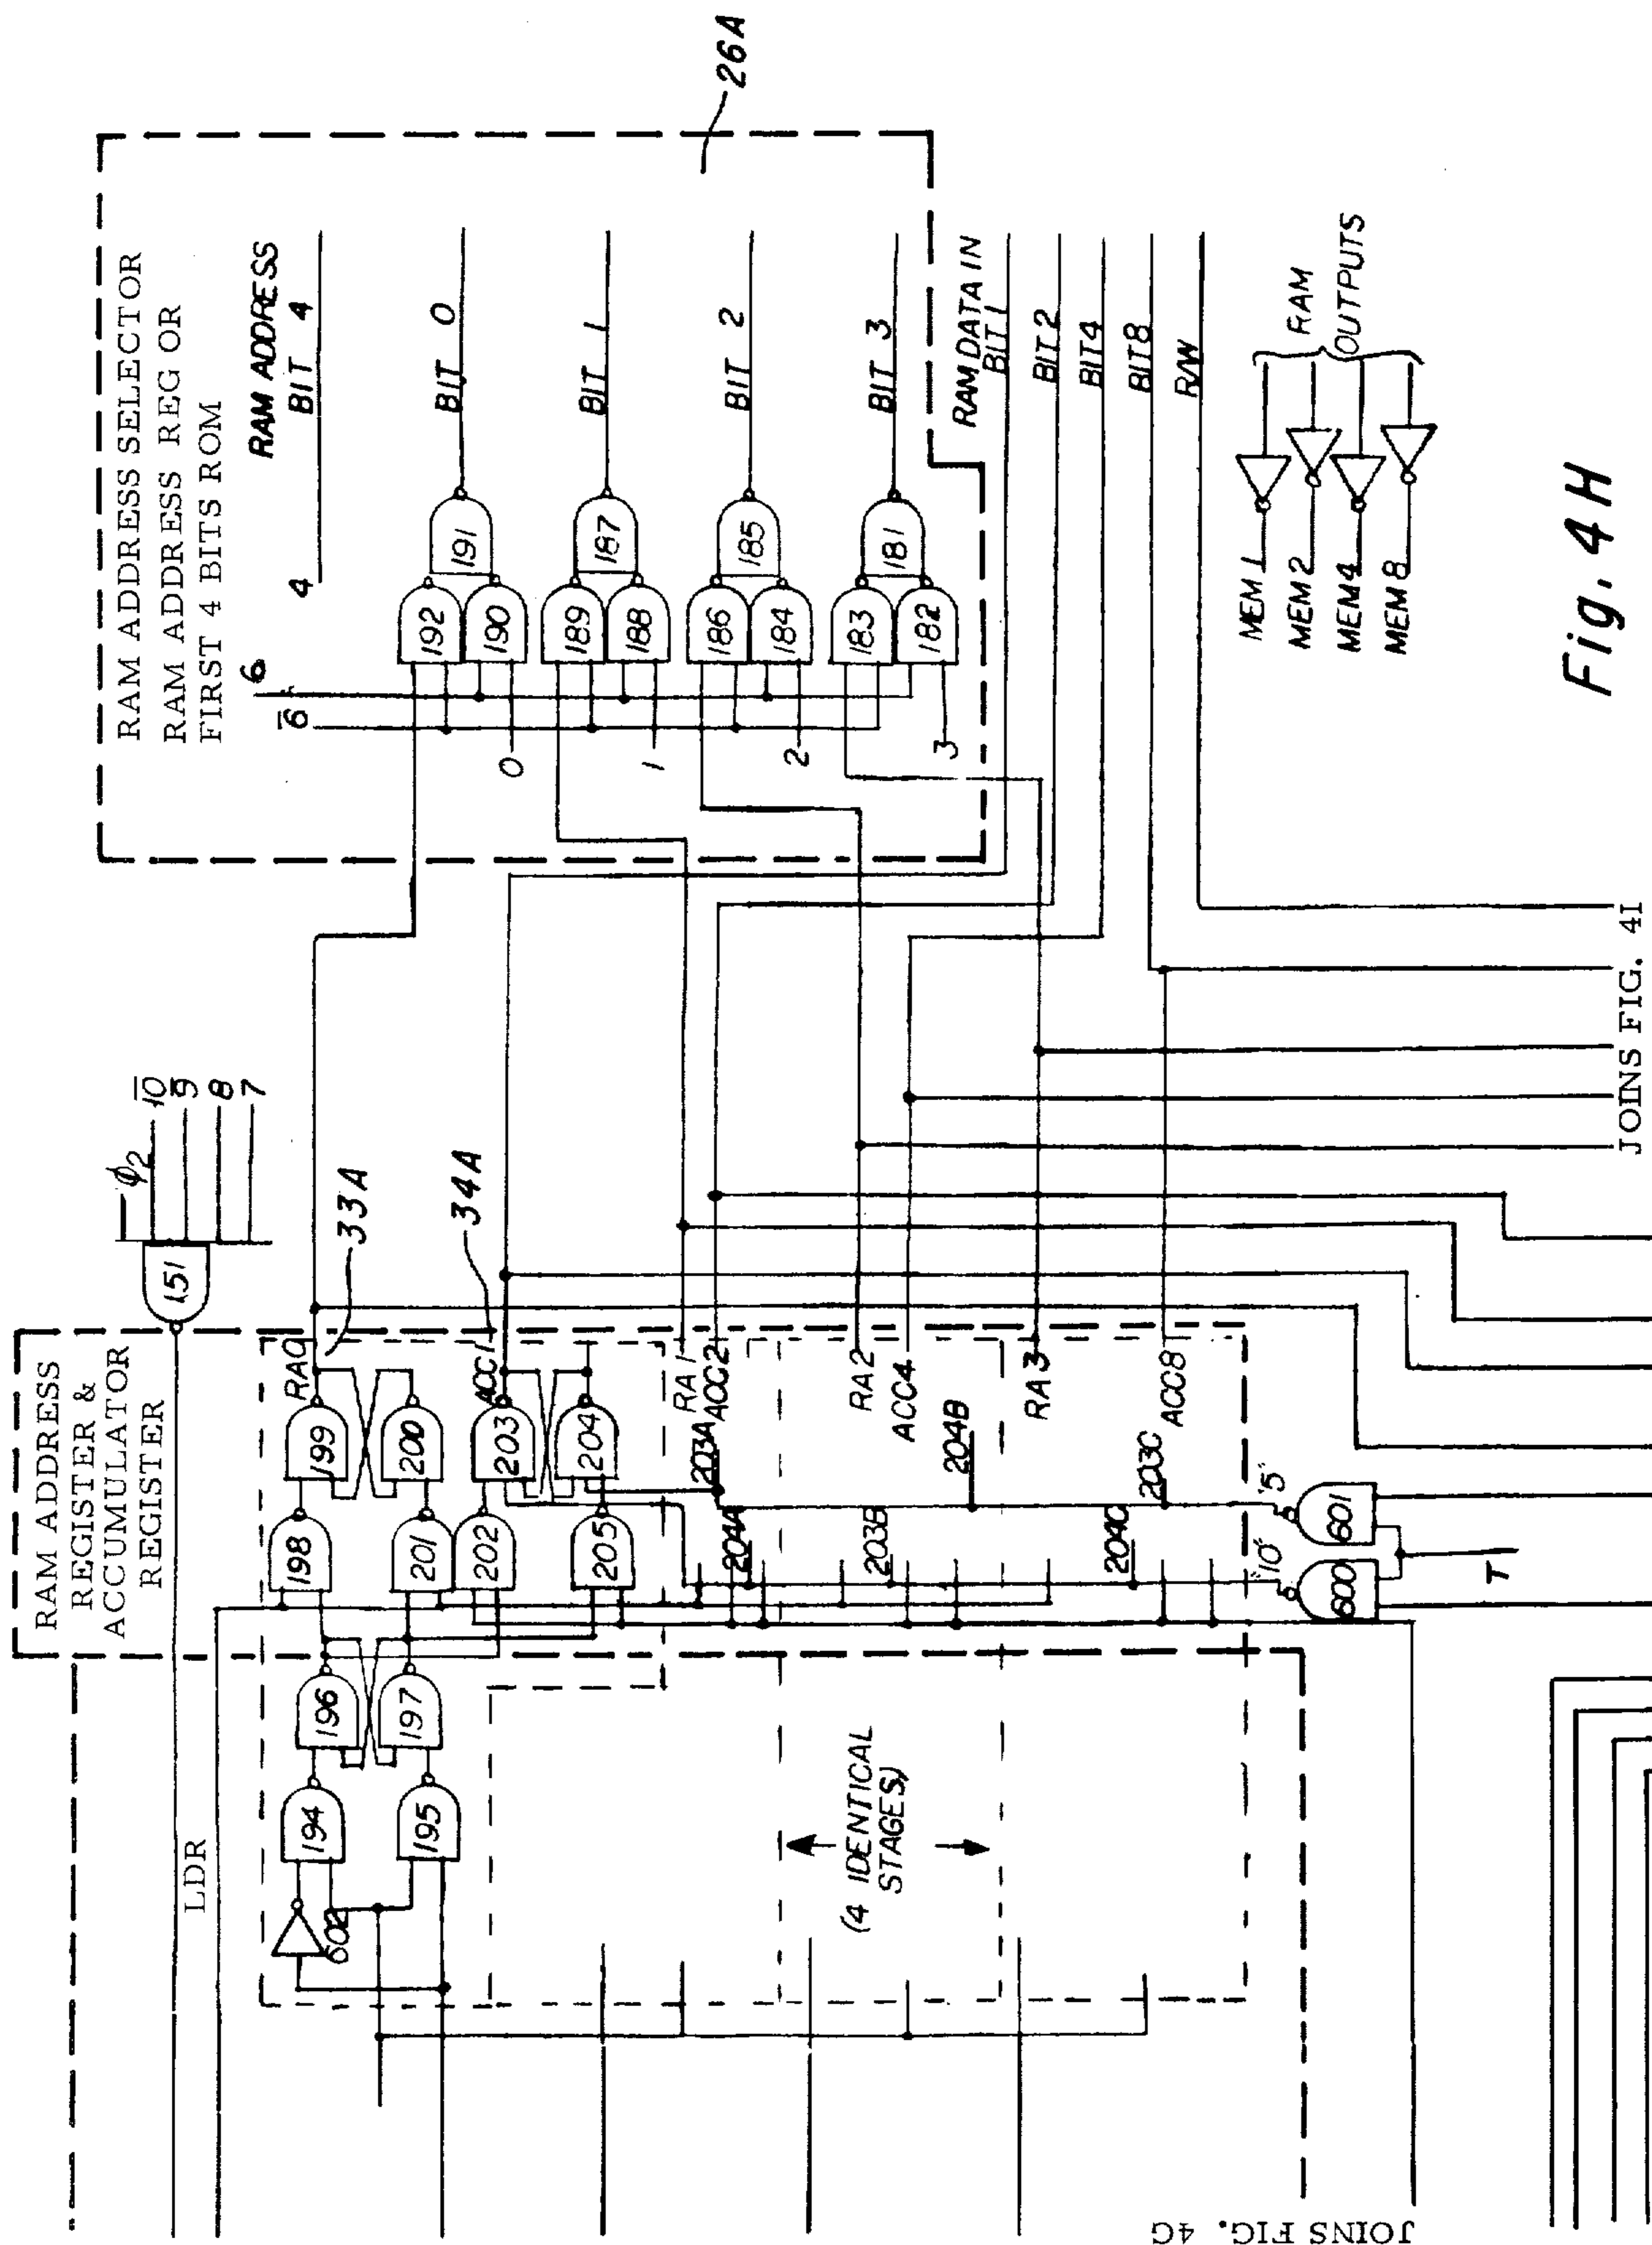 RAM ADDRESS SELECTOR
RAM ADDRESS REG OR
FIRST 4 BITS ROM
26A
RAM ADDRESS
4 BIT 4
6
6̅
192
190
191
BIT 0
0
189
188
187
BIT 1
1
186
184
185
BIT 2
2
183
182
181
BIT 3
3
RAM DATA IN
BIT 1
BIT 2
BIT 4
BIT 8
R/W
MEM 1
MEM 2
MEM 4
MEM 8
RAM
OUTPUTS
Fig. 4H
ϕ2
1̅0̅
9̅
8
7
151
33A
34A
RAM ADDRESS
REGISTER &
ACCUMULATOR
REGISTER
RA0
199
200
198
201
ACC1
203
204
202
205
RA1
ACC2
203A
204A
RA2
ACC4
204B
203B
RA3
ACC8
203C
204C
"5"
"10"
601
600
T
LDR
196
197
194
195
602
(4 IDENTICAL
STAGES)
JOINS FIG. 4I
JOINS FIG. 4G